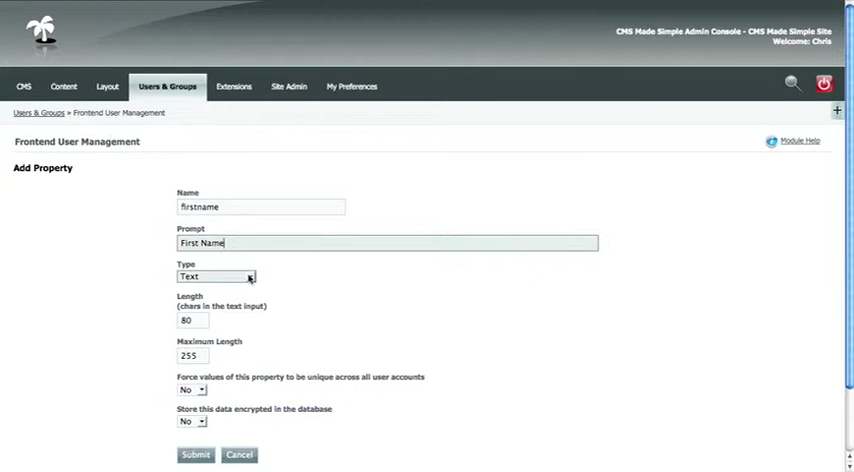 CMS Made Simple Admin Console - CMS Made Simple Site
Welcome: Chris
CMS Content Layout Users & Groups Extensions Site Admin My Preferences
Users & Groups » Frontend User Management
+
Frontend User Management
Module Help
Add Property
Name
firstname
Prompt
First Name
Type
Text
Length
(chars in the text input)
80
Maximum Length
255
Force values of this property to be unique across all user accounts
No
Store this data encrypted in the database
No
Submit Cancel